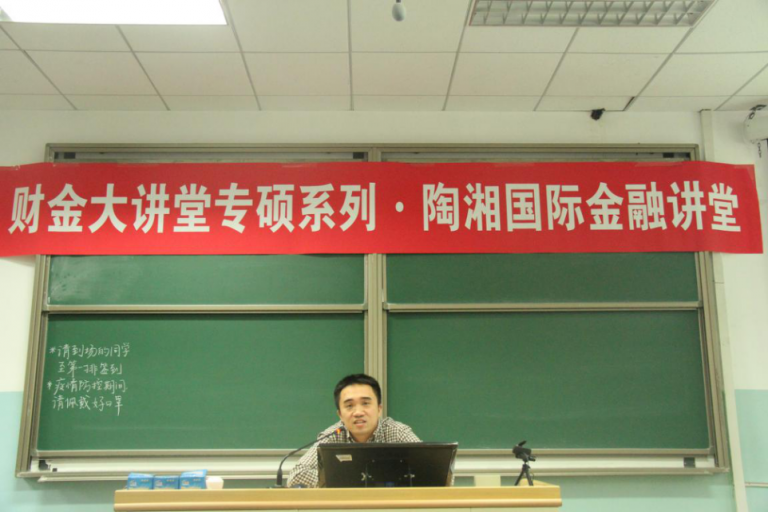 财金大讲堂专硕系列·陶湘国际金融讲堂
*请到场的同学
至第一排签到
*疫情防控期间
请佩戴好口罩